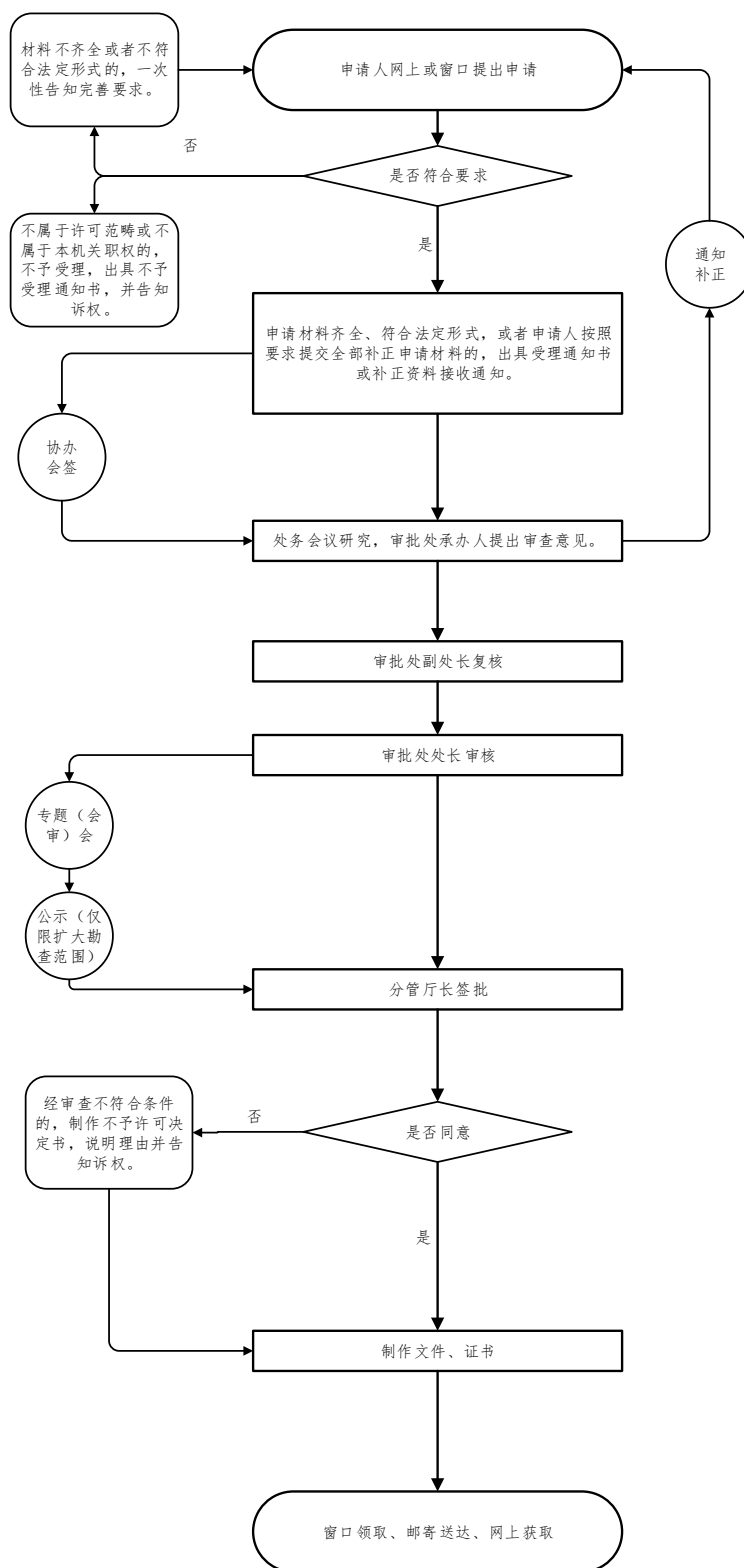 材料不齐全或者不符
合法定形式的，一次
性告知完善要求。
申请人网上或窗口提出申请
否
是否符合要求
不属于许可范畴或不
属于本机关职权的，
不予受理，出具不予
受理通知书，并告知
诉权。
是
通知
补正
申请材料齐全、符合法定形式，或者申请人按照
要求提交全部补正申请材料的，出具受理通知书
或补正资料接收通知。
协办
会签
处务会议研究，审批处承办人提出审查意见。
审批处副处长复核
审批处处长审核
专题（会
审）会
公示（仅
限扩大勘
查范围）
分管厅长签批
经审查不符合条件
的，制作不予许可决
定书，说明理由并告
知诉权。
否
是否同意
是
制作文件、证书
窗口领取、邮寄送达、网上获取